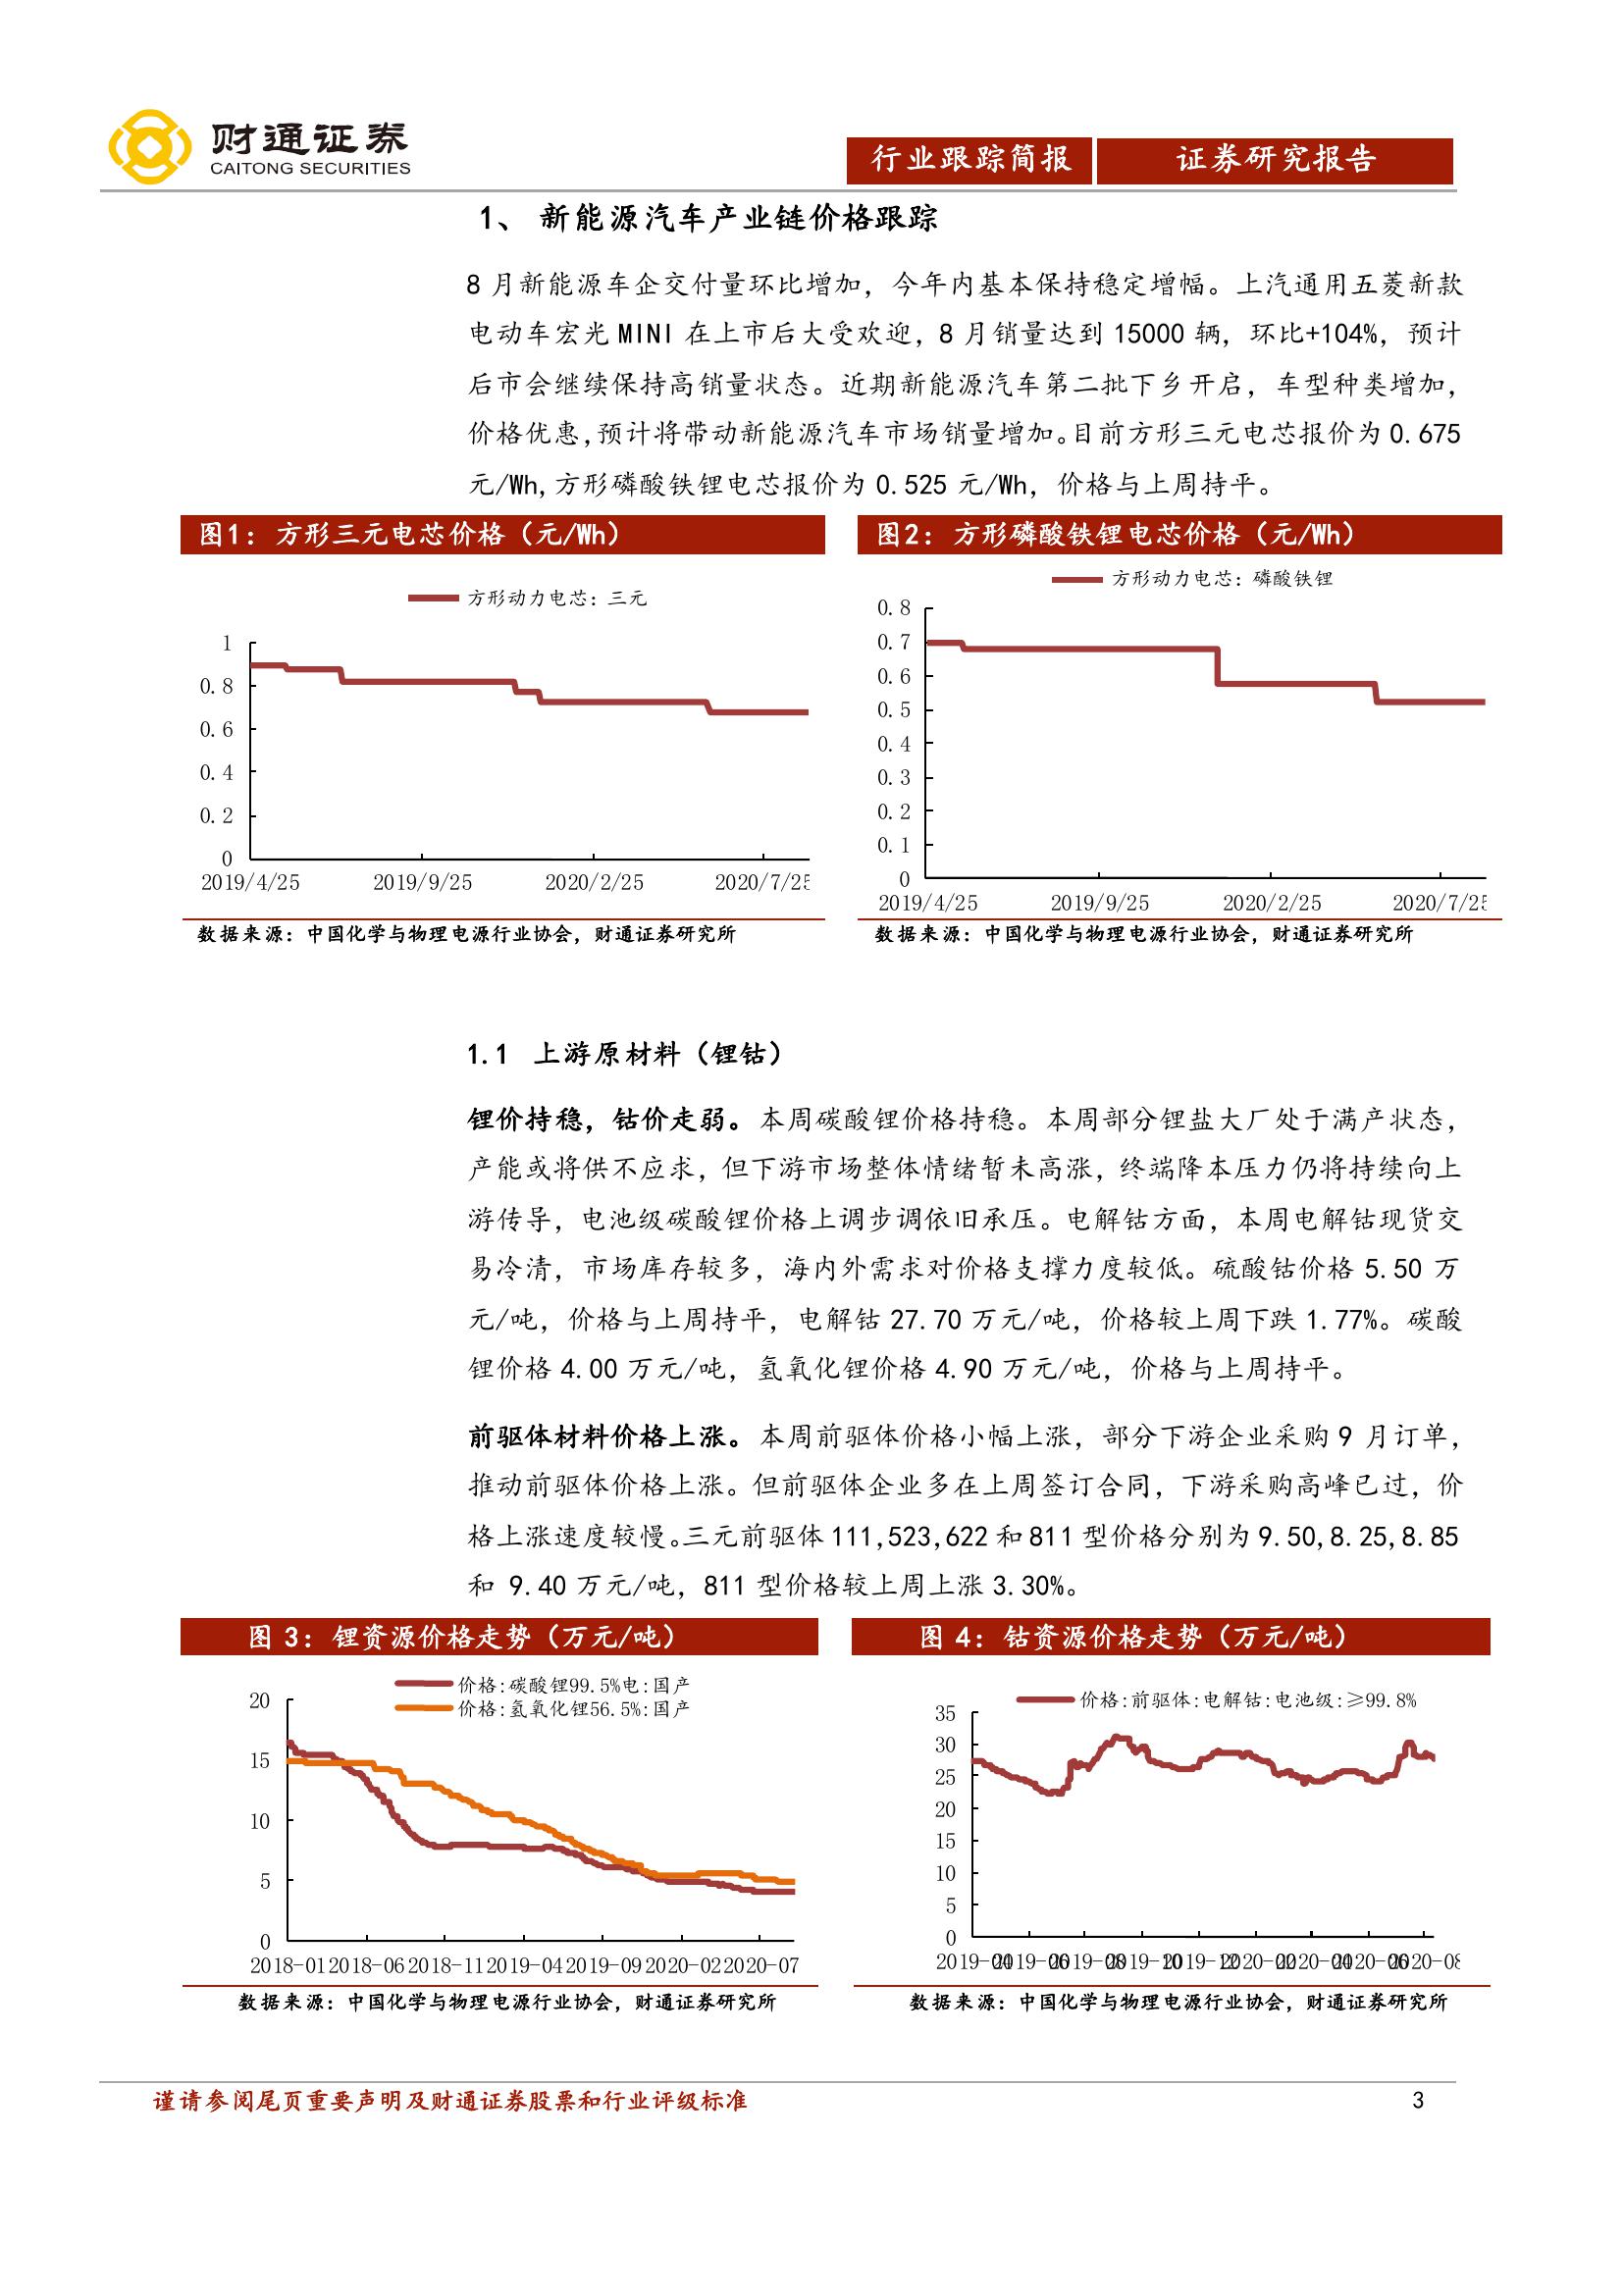 财通证券
CAITONG SECURITIES
行业跟踪简报 证券研究报告
1、 新能源汽车产业链价格跟踪
8 月新能源车企交付量环比增加，今年内基本保持稳定增幅。上汽通用五菱新款
电动车宏光 MINI 在上市后大受欢迎，8 月销量达到 15000 辆，环比+104%，预计
后市会继续保持高销量状态。近期新能源汽车第二批下乡开启，车型种类增加，
价格优惠,预计将带动新能源汽车市场销量增加。目前方形三元电芯报价为 0.675
元/Wh,方形磷酸铁锂电芯报价为 0.525 元/Wh，价格与上周持平。
图1：方形三元电芯价格（元/Wh）
方形动力电芯：三元
1
0.8
0.6
0.4
0.2
0
2019/4/25 2019/9/25 2020/2/25 2020/7/25
数据来源：中国化学与物理电源行业协会，财通证券研究所
图2：方形磷酸铁锂电芯价格（元/Wh）
方形动力电芯：磷酸铁锂
0.8
0.7
0.6
0.5
0.4
0.3
0.2
0.1
0
2019/4/25 2019/9/25 2020/2/25 2020/7/25
数据来源：中国化学与物理电源行业协会，财通证券研究所
1.1 上游原材料（锂钴）
锂价持稳，钴价走弱。本周碳酸锂价格持稳。本周部分锂盐大厂处于满产状态，
产能或将供不应求，但下游市场整体情绪暂未高涨，终端降本压力仍将持续向上
游传导，电池级碳酸锂价格上调步调依旧承压。电解钴方面，本周电解钴现货交
易冷清，市场库存较多，海内外需求对价格支撑力度较低。硫酸钴价格 5.50 万
元/吨，价格与上周持平，电解钴 27.70 万元/吨，价格较上周下跌 1.77%。碳酸
锂价格 4.00 万元/吨，氢氧化锂价格 4.90 万元/吨，价格与上周持平。
前驱体材料价格上涨。本周前驱体价格小幅上涨，部分下游企业采购 9 月订单，
推动前驱体价格上涨。但前驱体企业多在上周签订合同，下游采购高峰已过，价
格上涨速度较慢。三元前驱体 111,523,622 和 811 型价格分别为 9.50,8.25,8.85
和 9.40 万元/吨，811 型价格较上周上涨 3.30%。
图 3：锂资源价格走势（万元/吨）
价格:碳酸锂99.5%电:国产
价格:氢氧化锂56.5%:国产
20
15
10
5
0
2018-01 2018-06 2018-11 2019-04 2019-09 2020-02 2020-07
数据来源：中国化学与物理电源行业协会，财通证券研究所
图 4：钴资源价格走势（万元/吨）
价格:前驱体:电解钴:电池级:≥99.8%
35
30
25
20
15
10
5
0
2019-04 2019-06 2019-08 2019-10 2019-12 2020-02 2020-04 2020-06 2020-08
数据来源：中国化学与物理电源行业协会，财通证券研究所
谨请参阅尾页重要声明及财通证券股票和行业评级标准 3